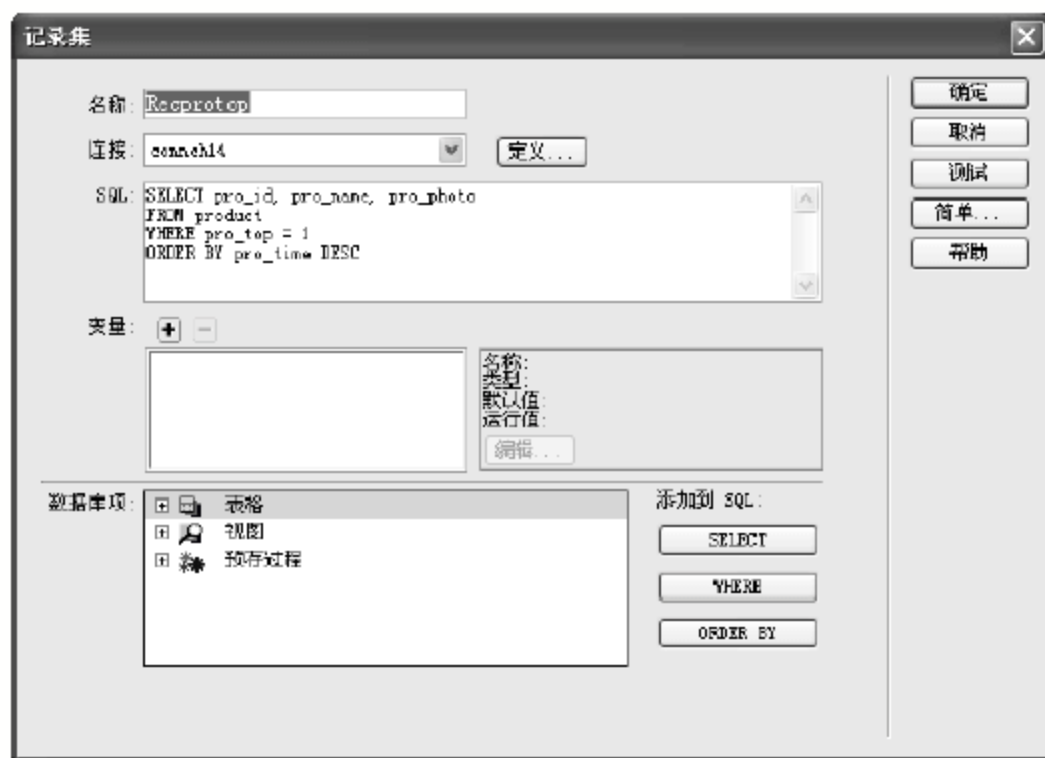 记录集
名称: Recprotop
连接: connch14
定义...
SQL: SELECT pro_id, pro_name, pro_photo
FROM product
WHERE pro_top = 1
ORDER BY pro_time DESC
变量:
名称:
类型:
默认值:
运行值:
编辑...
数据库项:
表格
视图
预存过程
添加到 SQL:
SELECT
WHERE
ORDER BY
确定
取消
测试
简单...
帮助